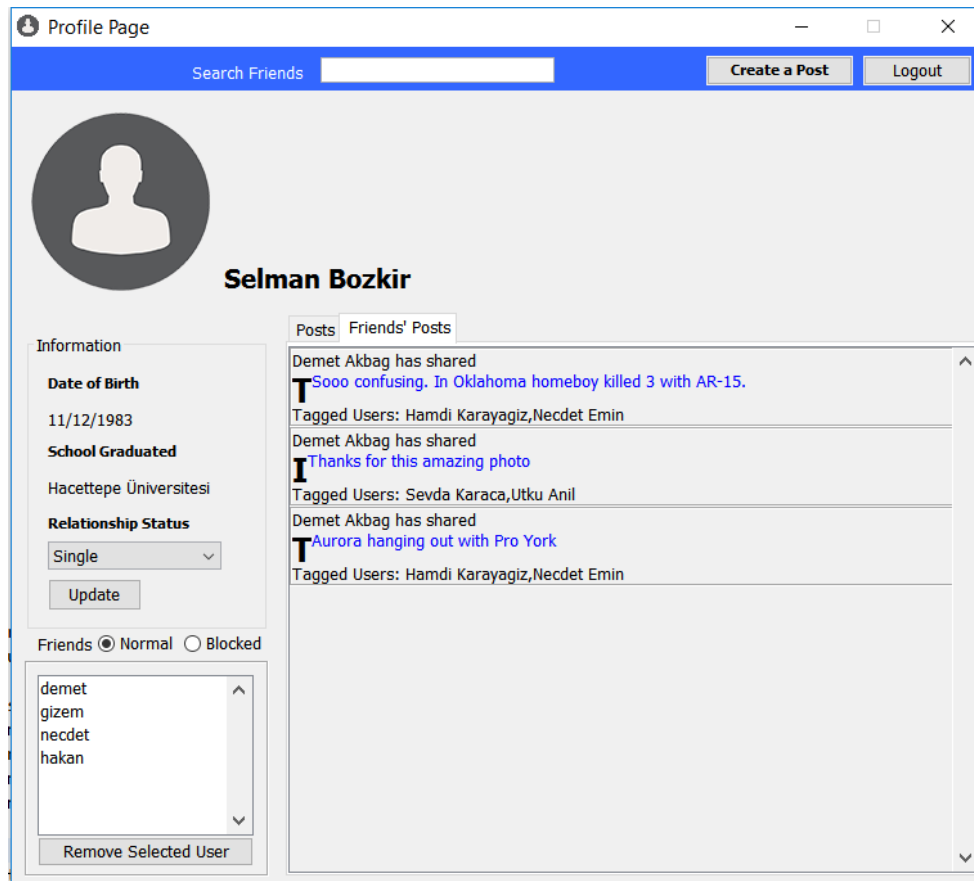 Profile Page
Search Friends
Create a Post
Logout
Selman Bozkir
Information
Date of Birth
11/12/1983
School Graduated
Hacettepe Üniversitesi
Relationship Status
Single
Update
Friends Normal Blocked
demet
gizem
necdet
hakan
Remove Selected User
Posts Friends' Posts
Demet Akbag has shared
T Sooo confusing. In Oklahoma homeboy killed 3 with AR-15.
Tagged Users: Hamdi Karayagiz,Necdet Emin
Demet Akbag has shared
I Thanks for this amazing photo
Tagged Users: Sevda Karaca,Utku Anil
Demet Akbag has shared
T Aurora hanging out with Pro York
Tagged Users: Hamdi Karayagiz,Necdet Emin